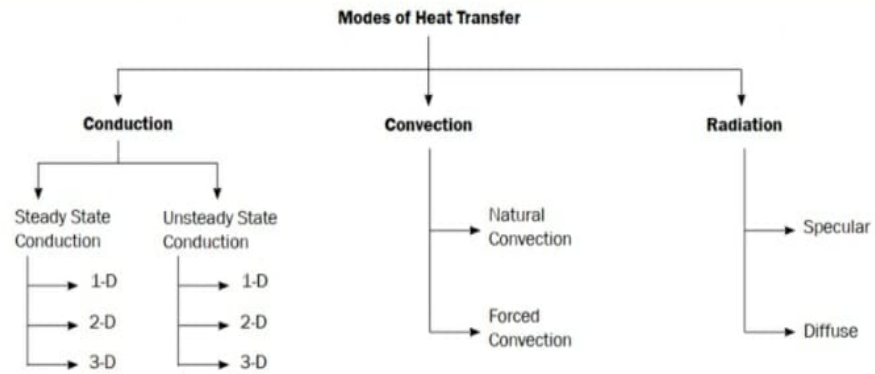 Modes of Heat Transfer
Conduction
Convection
Radiation
Steady State
Conduction
Unsteady State
Conduction
1-D
2-D
3-D
1-D
2-D
3-D
Natural
Convection
Forced
Convection
Specular
Diffuse